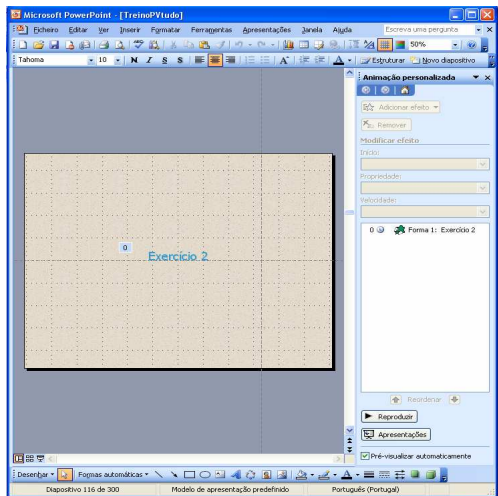 Microsoft PowerPoint - [TreinoPVtudo]
Ficheiro Editar Ver Inserir Formatar Ferramentas Apresentações Janela Ajuda Escreva uma pergunta
50%
Tahoma 10 N I S S A Estruturar Novo diapositivo
Animação personalizada
Adicionar efeito
Remover
Modificar efeito
Início:
Propriedade:
Velocidade:
0 Forma 1: Exercício 2
0
Exercício 2
Reordenar
Reproduzir
Apresentações
Pré-visualizar automaticamente
Desenhar Formas automáticas
Diapositivo 116 de 300 Modelo de apresentação predefinido Português (Portugal)